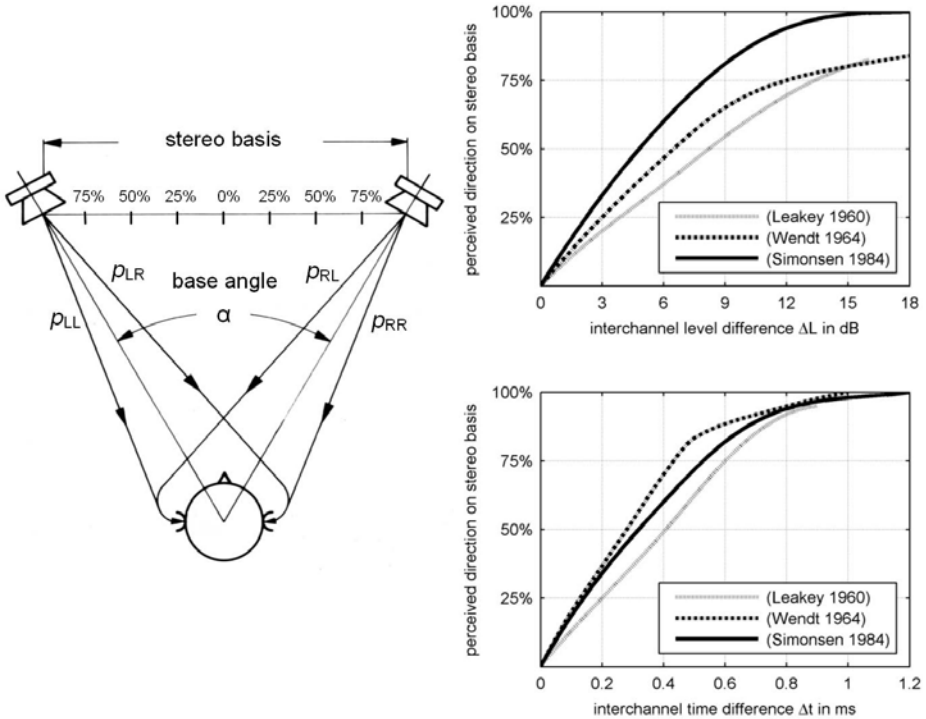 stereo basis
75% 50% 25% 0% 25% 50% 75%
pLR
pRL
base angle
pLL
α
pRR
perceived direction on stereo basis
100%
75%
50%
25%
(Leakey 1960)
(Wendt 1964)
(Simonsen 1984)
0 3 6 9 12 15 18
interchannel level difference ΔL in dB
perceived direction on stereo basis
100%
75%
50%
25%
(Leakey 1960)
(Wendt 1964)
(Simonsen 1984)
0 0.2 0.4 0.6 0.8 1 1.2
interchannel time difference Δt in ms